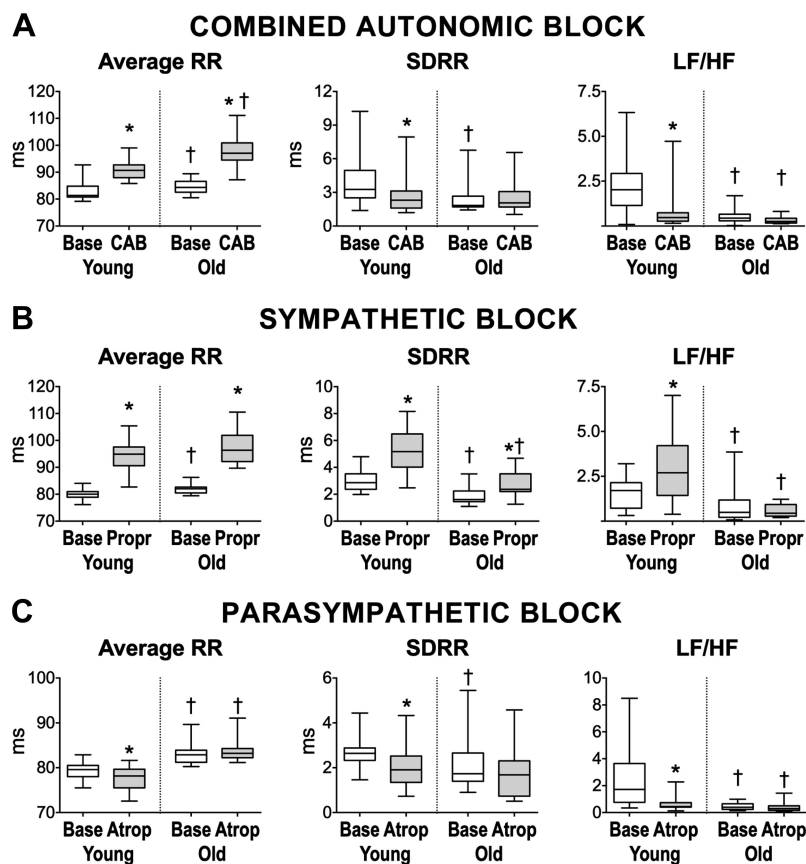 A COMBINED AUTONOMIC BLOCK
Average RR SDRR LF/HF
ms
120
110
100
90
80
70
* † * †
Base CAB Base CAB
Young Old
12
9
6
3
0
* †
Base CAB Base CAB
Young Old
7.5
5.0
2.5
* † †
Base CAB Base CAB
Young Old
B SYMPATHETIC BLOCK
Average RR SDRR LF/HF
ms
120
110
100
90
80
70
* † *
Base Propr Base Propr
Young Old
ms
10
8
6
4
2
0
* † *†
Base Propr Base Propr
Young Old
7.5
5.0
2.5
* † †
Base Propr Base Propr
Young Old
C PARASYMPATHETIC BLOCK
Average RR SDRR LF/HF
ms
100
90
80
70
* † †
Base Atrop Base Atrop
Young Old
ms
6
4
2
0
* †
Base Atrop Base Atrop
Young Old
10
8
6
4
2
0
* † †
Base Atrop Base Atrop
Young Old